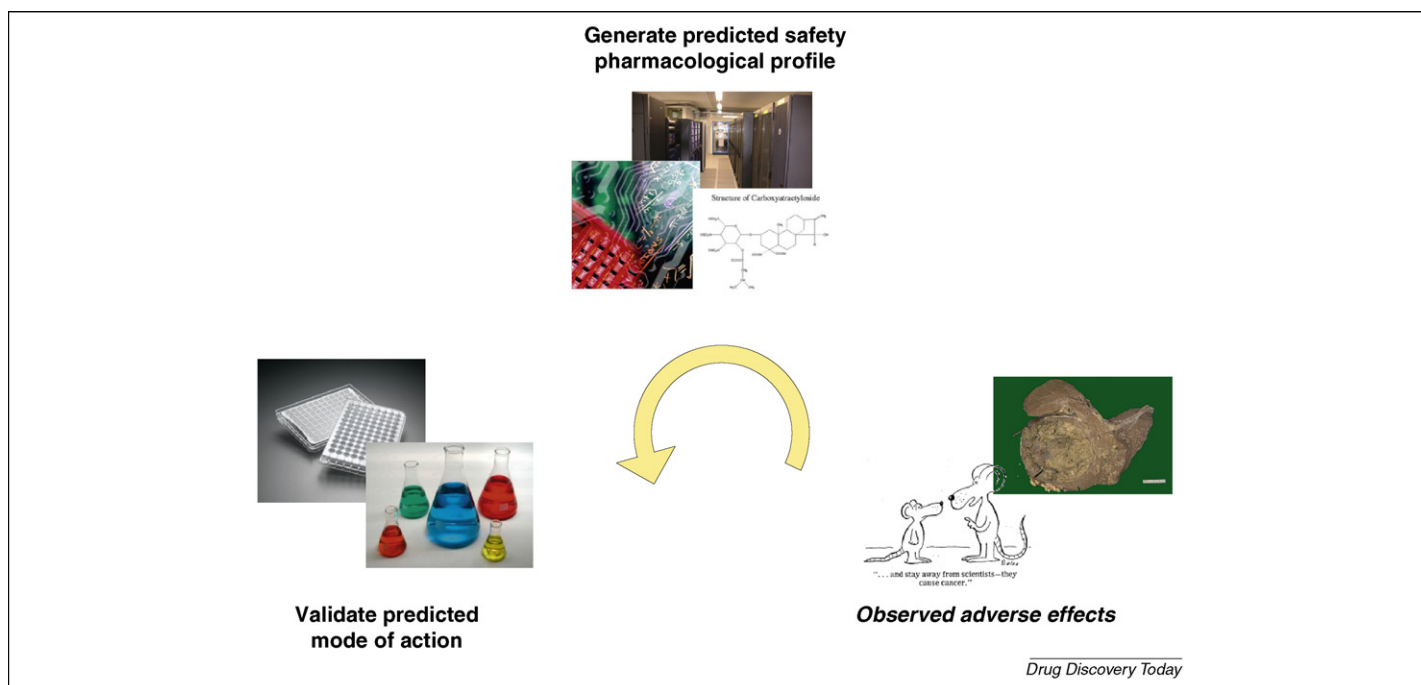 Generate predicted safety
pharmacological profile
Structure of Carboxyatractyloside
"... and stay away from scientists—they
cause cancer."
Validate predicted
mode of action
Observed adverse effects
Drug Discovery Today